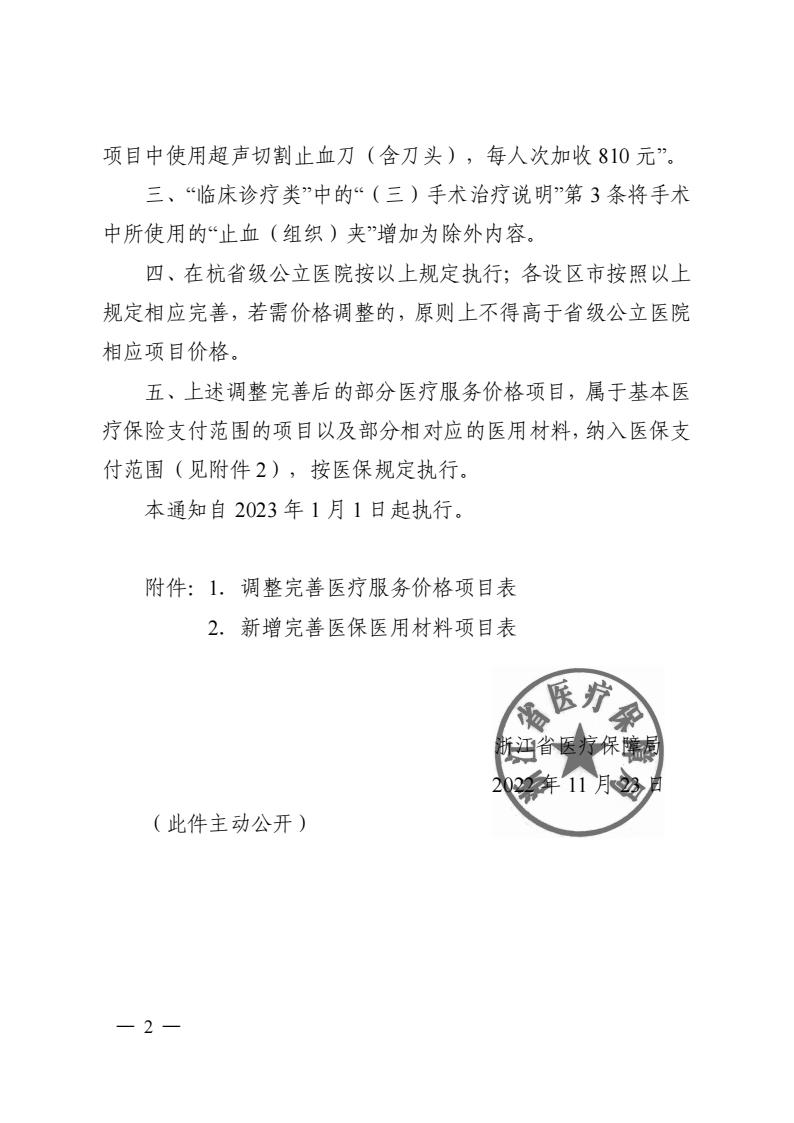 项目中使用超声切割止血刀（含刀头），每人次加收 810 元”。
三、“临床诊疗类”中的“（三）手术治疗说明”第 3 条将手术
中所使用的“止血（组织）夹”增加为除外内容。
四、在杭省级公立医院按以上规定执行；各设区市按照以上
规定相应完善，若需价格调整的，原则上不得高于省级公立医院
相应项目价格。
五、上述调整完善后的部分医疗服务价格项目，属于基本医
疗保险支付范围的项目以及部分相对应的医用材料，纳入医保支
付范围（见附件 2），按医保规定执行。
本通知自 2023 年 1 月 1 日起执行。
附件：1. 调整完善医疗服务价格项目表
2. 新增完善医保医用材料项目表
浙江省医疗保障局
浙江省医疗保障局
2022 年 11 月 23 日
（此件主动公开）
— 2 —